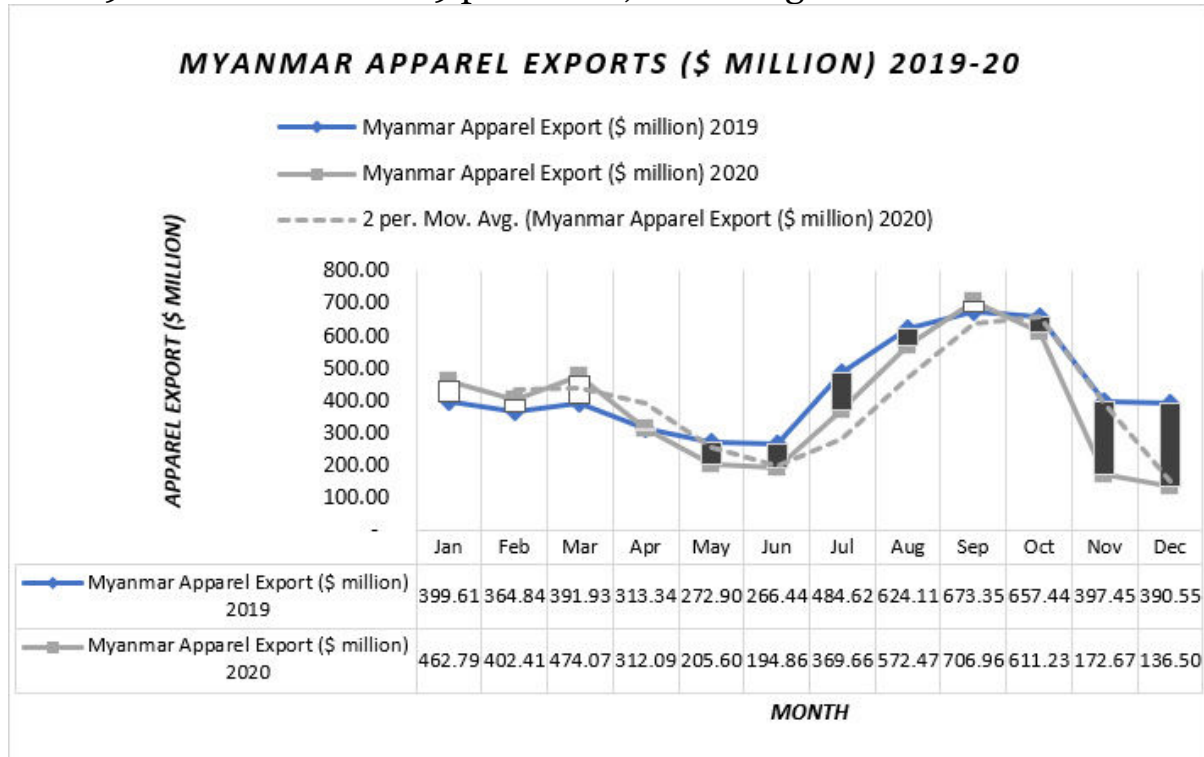 MYANMAR APPAREL EXPORTS ($ MILLION) 2019-20
Myanmar Apparel Export ($ million) 2019
Myanmar Apparel Export ($ million) 2020
2 per. Mov. Avg. (Myanmar Apparel Export ($ million) 2020)
APPAREL EXPORT ($ MILLION)
800.00
700.00
600.00
500.00
400.00
300.00
200.00
100.00
-
Jan Feb Mar Apr May Jun Jul Aug Sep Oct Nov Dec
Myanmar Apparel Export ($ million)
2019
399.61 364.84 391.93 313.34 272.90 266.44 484.62 624.11 673.35 657.44 397.45 390.55
Myanmar Apparel Export ($ million)
2020
462.79 402.41 474.07 312.09 205.60 194.86 369.66 572.47 706.96 611.23 172.67 136.50
MONTH